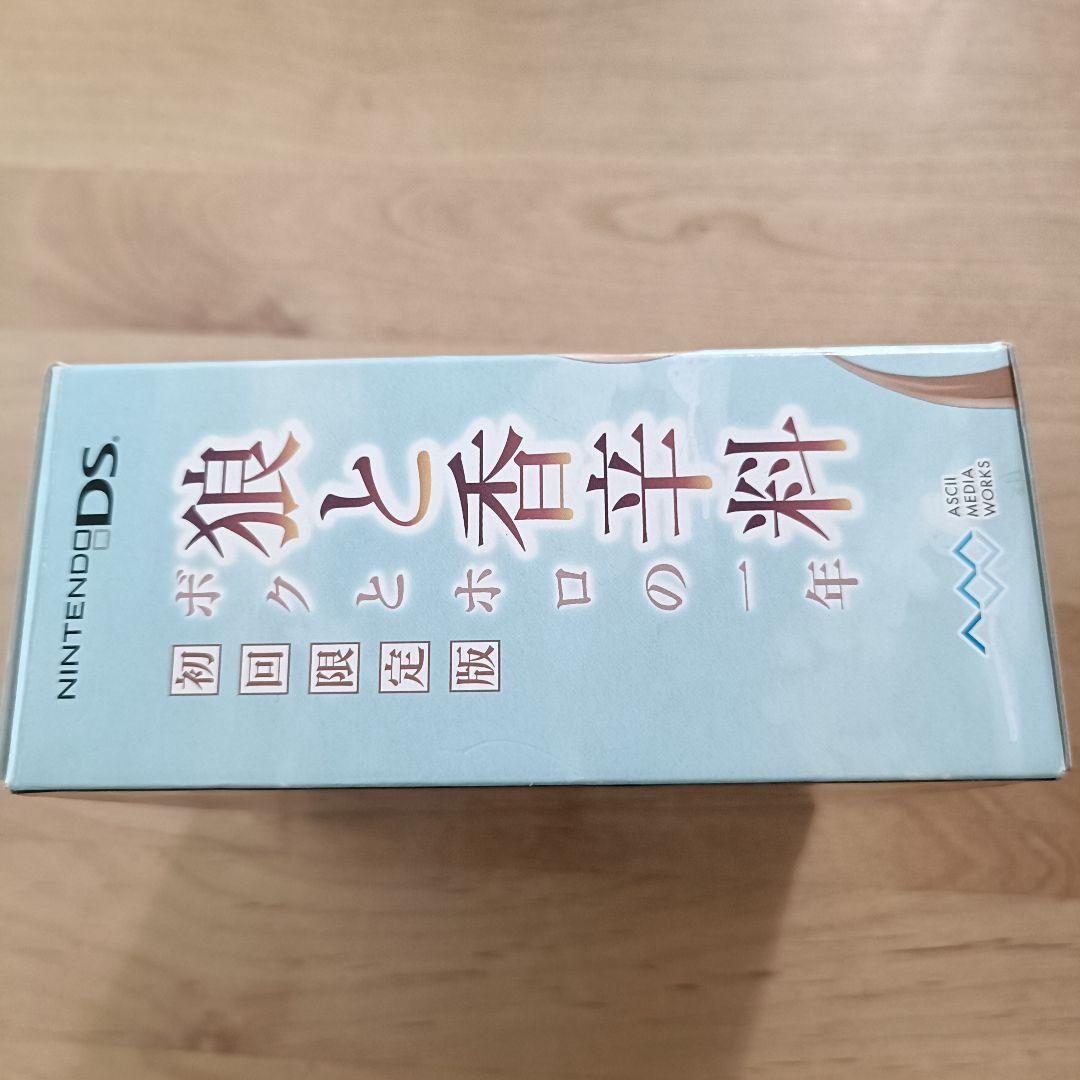 NINTENDO DS®
狼と香辛料
ボクとホロの一年
初回限定版
ASCII
MEDIA
WORKS